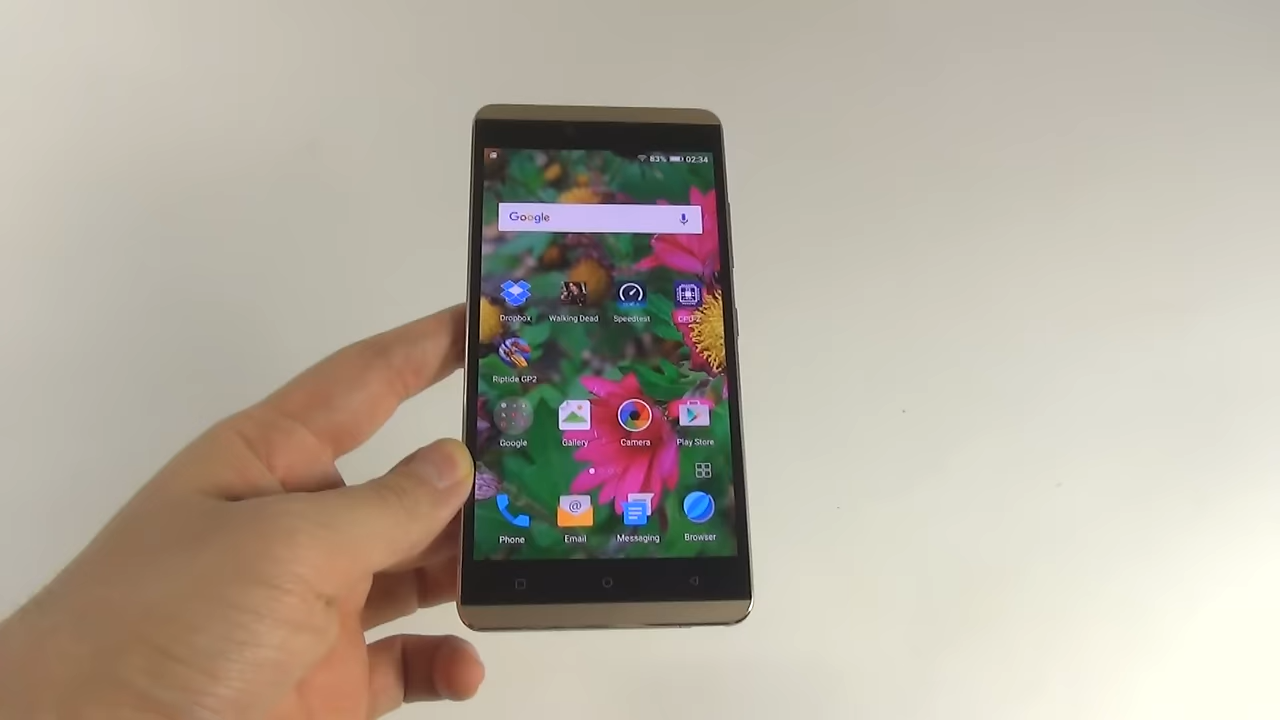 83% 02:34
Google
Dropbox Walking Dead Speedtest CPU-Z
Riptide GP2
Google Gallery Camera Play Store
@
Phone Email Messaging Browser